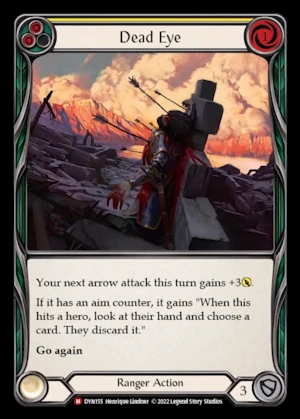 Dead Eye
1
Your next arrow attack this turn gains +3.
If it has an aim counter, it gains "When this
hits a hero, look at their hand and choose a
card. They discard it."
Go again
Ranger Action
3
M DYN155 Henrique Lindner © 2022 Legend Story Studios